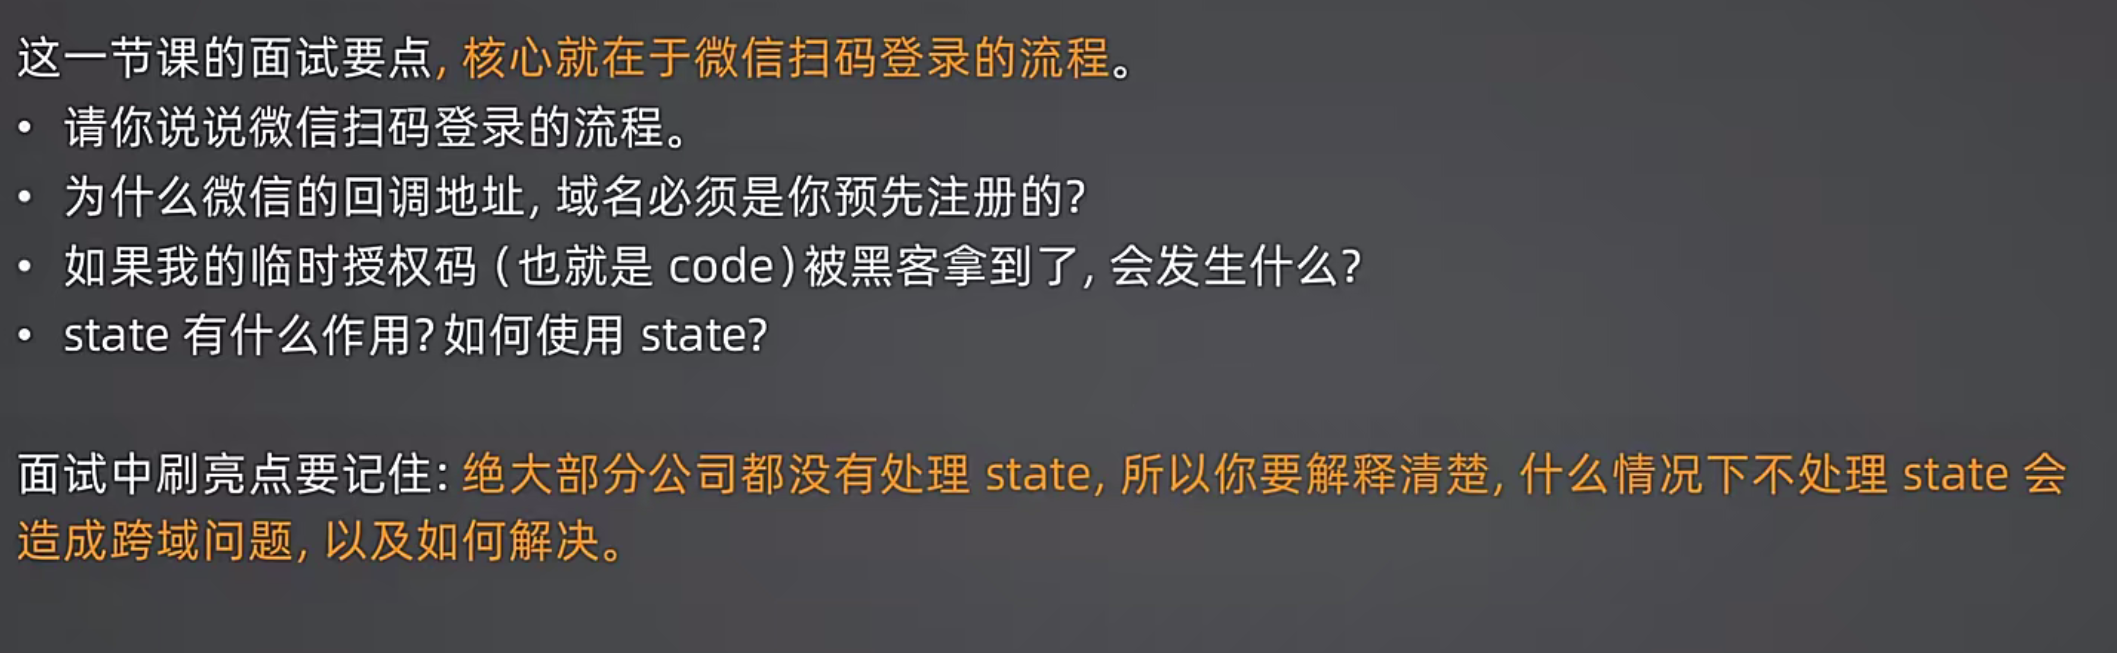 这一节课的面试要点, 核心就在于微信扫码登录的流程。
• 请你说说微信扫码登录的流程。
• 为什么微信的回调地址, 域名必须是你预先注册的?
• 如果我的临时授权码 (也就是 code)被黑客拿到了, 会发生什么?
• state 有什么作用?如何使用 state?
面试中刷亮点要记住: 绝大部分公司都没有处理 state, 所以你要解释清楚, 什么情况下不处理 state 会
造成跨域问题, 以及如何解决。